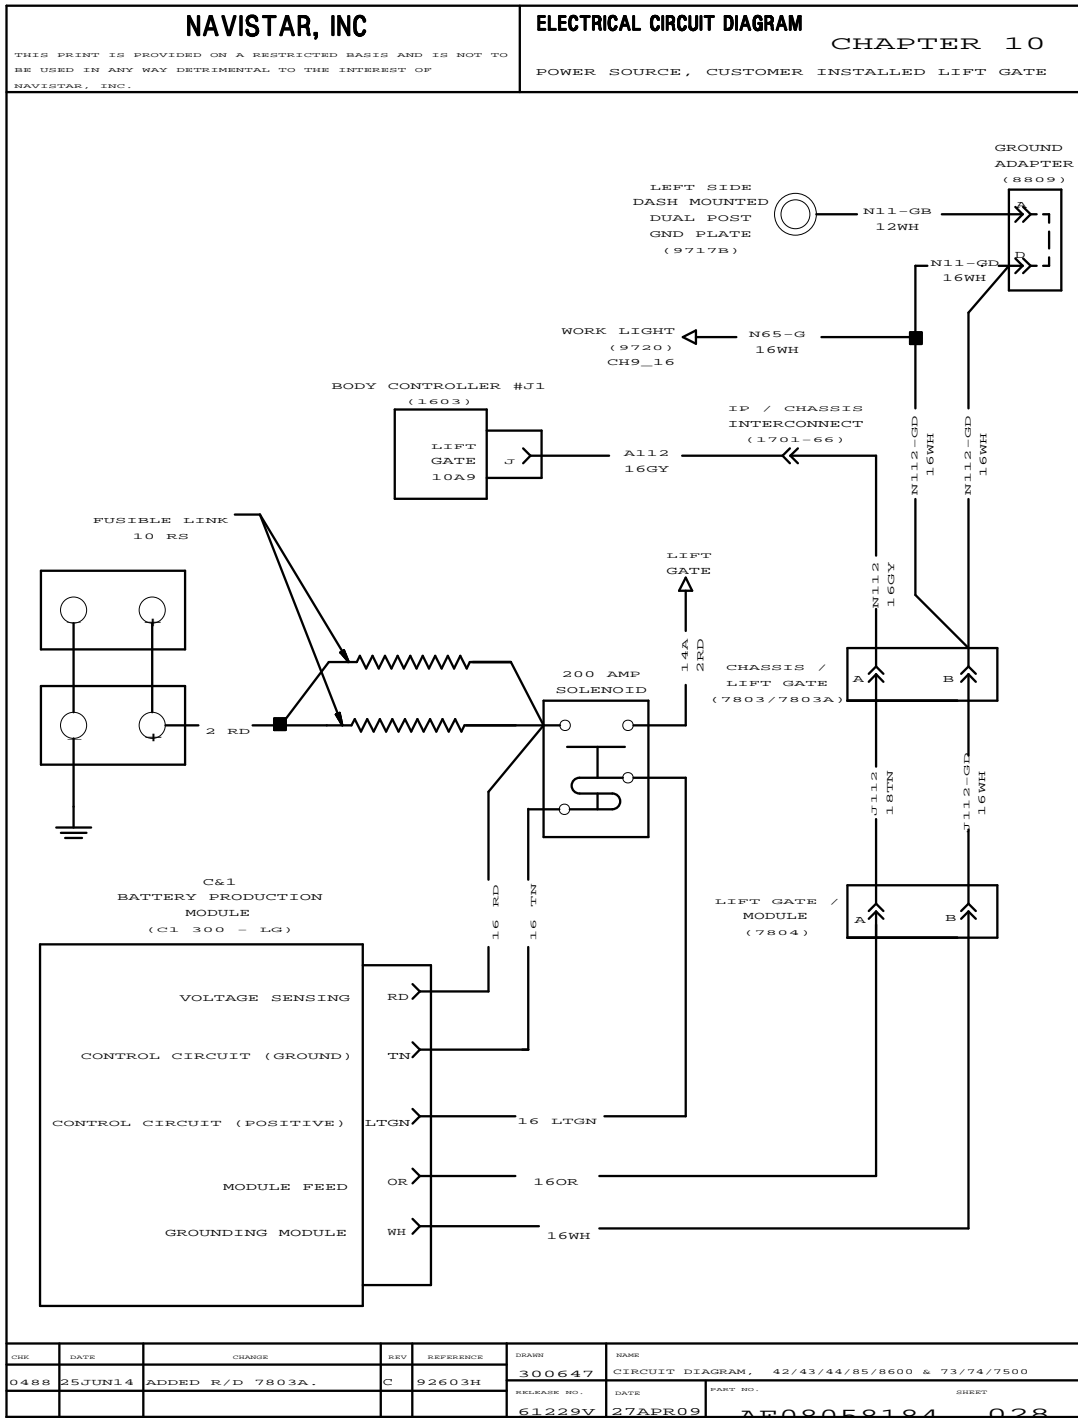 NAVISTAR, INC
THIS PRINT IS PROVIDED ON A RESTRICTED BASIS AND IS NOT TO
BE USED IN ANY WAY DETRIMENTAL TO THE INTEREST OF
NAVISTAR, INC.
ELECTRICAL CIRCUIT DIAGRAM
CHAPTER 10
POWER SOURCE, CUSTOMER INSTALLED LIFT GATE
GROUND
ADAPTER
(8809)
LEFT SIDE
DASH MOUNTED
DUAL POST
GND PLATE
(9717B)
N11-GB
12WH
A
N11-GD
16WH
D
WORK LIGHT
(9720)
CH9_16
N65-G
16WH
BODY CONTROLLER #J1
(1603)
LIFT
GATE
10A9
J
A112
16GY
IP / CHASSIS
INTERCONNECT
(1701-66)
N112-GD
16WH
N112-GD
16WH
N112
16GY
FUSIBLE LINK
10 RS
LIFT
GATE
14A
2RD
200 AMP
SOLENOID
CHASSIS /
LIFT GATE
(7803/7803A)
A
B
2 RD
J112
18TN
J112-GD
16WH
C&1
BATTERY PRODUCTION
MODULE
(C1 300 - LG)
16 RD
16 TN
LIFT GATE /
MODULE
(7804)
A
B
VOLTAGE SENSING
RD
CONTROL CIRCUIT (GROUND)
TN
CONTROL CIRCUIT (POSITIVE)
LTGN
16 LTGN
MODULE FEED
OR
16OR
GROUNDING MODULE
WH
16WH
CHK DATE CHANGE REV REFERENCE
0488 25JUN14 ADDED R/D 7803A. C 92603H
DRAWN
300647
NAME
CIRCUIT DIAGRAM, 42/43/44/85/8600 & 73/74/7500
RELEASE NO.
61229V
DATE
27APR09
PART NO.
AF08058184
SHEET
028